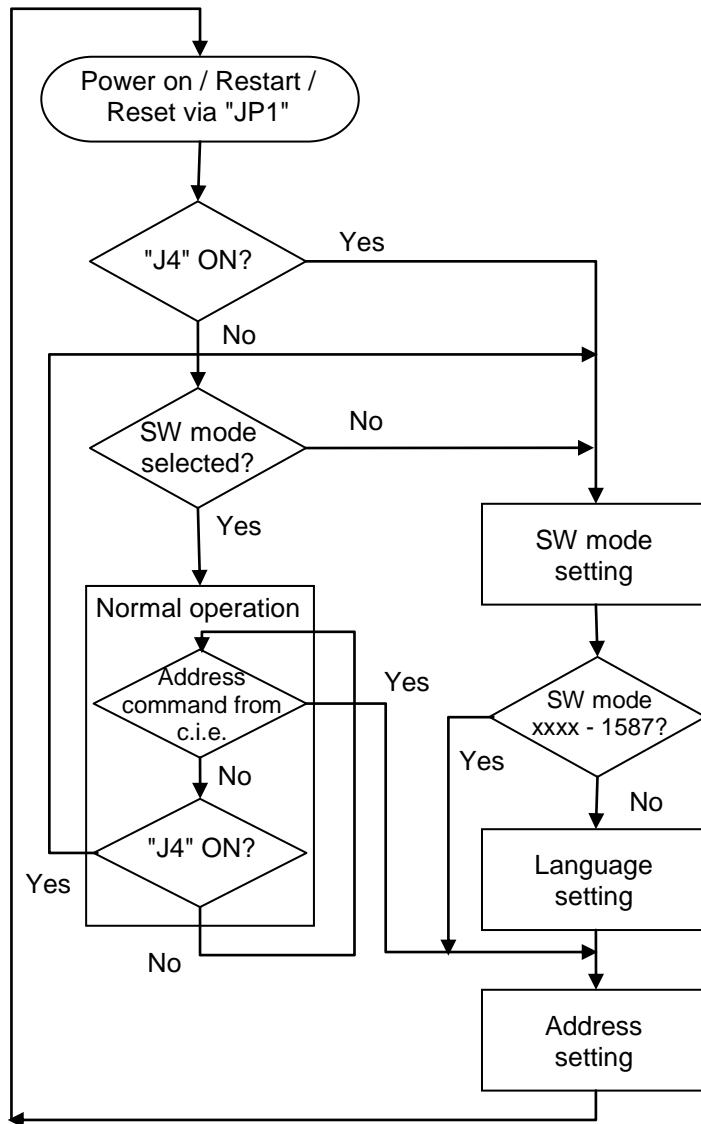 Power on / Restart /
Reset via "JP1"
"J4" ON?
Yes
No
SW mode
selected?
No
Yes
SW mode
setting
Normal operation
Address
command from
c.i.e.
Yes
SW mode
xxxx - 1587?
Yes
No
No
"J4" ON?
Yes
Language
setting
No
Address
setting